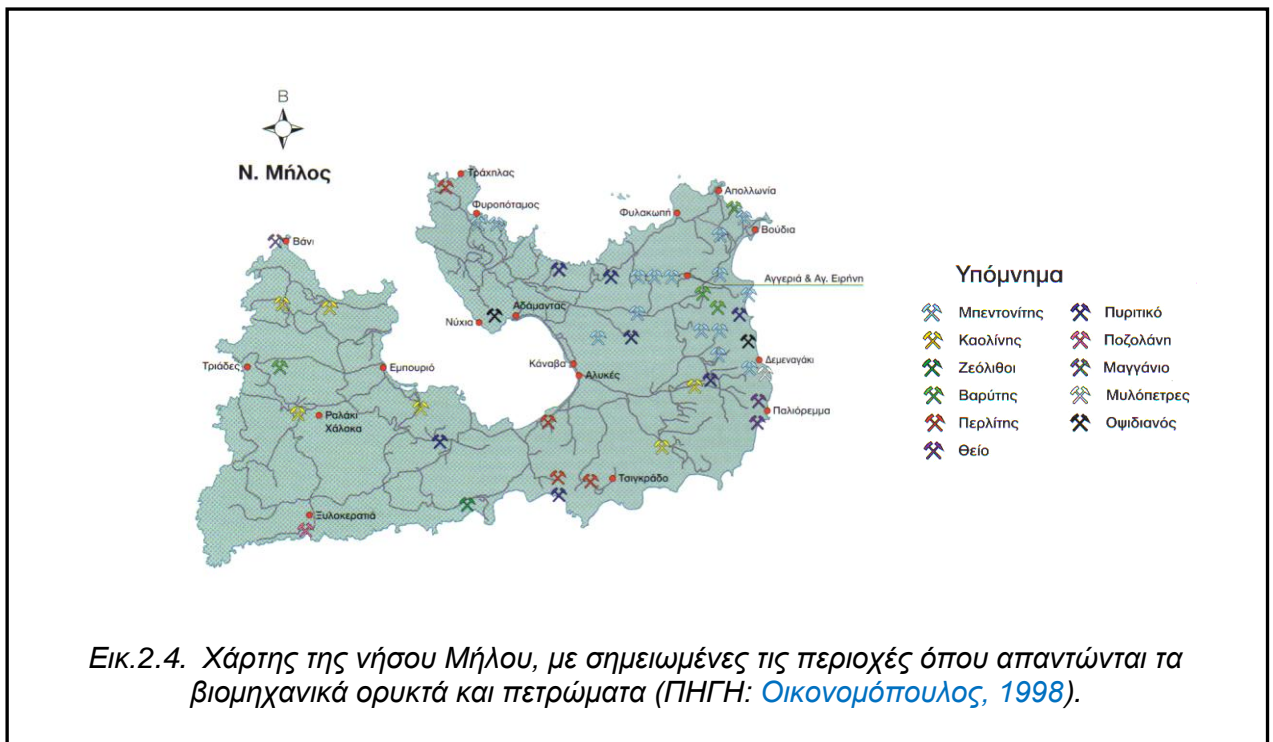 Β
Ν. Μήλος
Τράχηλας
Φυροπόταμος
Απολλωνία
Φυλακωπή
Βούδια
Βάνι
Αγγεριά & Αγ. Ειρήνη
Αδάμαντας
Νύχια
Τριάδες
Εμπουριό
Κάναβα
Αλυκές
Δεμεναγάκι
Ραλάκι
Χάλακα
Παλιόρεμμα
Τσιγκράδο
Ξυλοκερατιά
Υπόμνημα
Μπεντονίτης
Πυριτικό
Καολίνης
Ποζολάνη
Ζεόλιθοι
Μαγγάνιο
Βαρύτης
Μυλόπετρες
Περλίτης
Οψιδιανός
Θείο
Εικ.2.4. Χάρτης της νήσου Μήλου, με σημειωμένες τις περιοχές όπου απαντώνται τα
βιομηχανικά ορυκτά και πετρώματα (ΠΗΓΗ: Οικονομόπουλος, 1998).